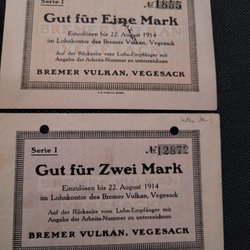 Serie I № 1855
Gut für Eine Mark
Einzulösen bis 22. August 1914
im Lohnkontor des Bremer Vulkan, Vegesack
Auf der Rückseite vom Lohn-Empfänger mit
Angabe der Arbeits-Nummer zu unterzeichnen
BREMER VULKAN, VEGESACK
Serie I № 12872
Gut für Zwei Mark
Einzulösen bis 22. August 1914
im Lohnkontor des Bremer Vulkan, Vegesack
Auf der Rückseite vom Lohn-Empfänger mit
Angabe der Arbeits-Nummer zu unterzeichnen
BREMER VULKAN, VEGESACK